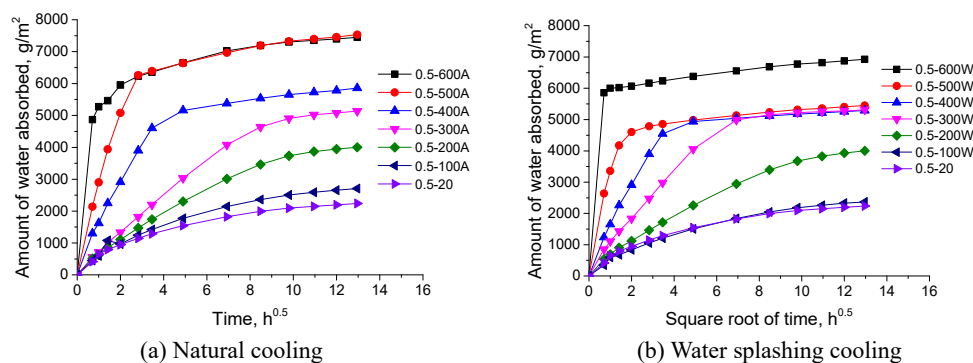 Amount of water absorbed, g/m²
8000
7000
6000
5000
4000
3000
2000
1000
0
0 2 4 6 8 10 12 14 16
Time, h^0.5
0.5-600A
0.5-500A
0.5-400A
0.5-300A
0.5-200A
0.5-100A
0.5-20
(a) Natural cooling
Amount of water absorbed, g/m²
8000
7000
6000
5000
4000
3000
2000
1000
0
0 2 4 6 8 10 12 14 16
Square root of time, h^0.5
0.5-600W
0.5-500W
0.5-400W
0.5-300W
0.5-200W
0.5-100W
0.5-20
(b) Water splashing cooling